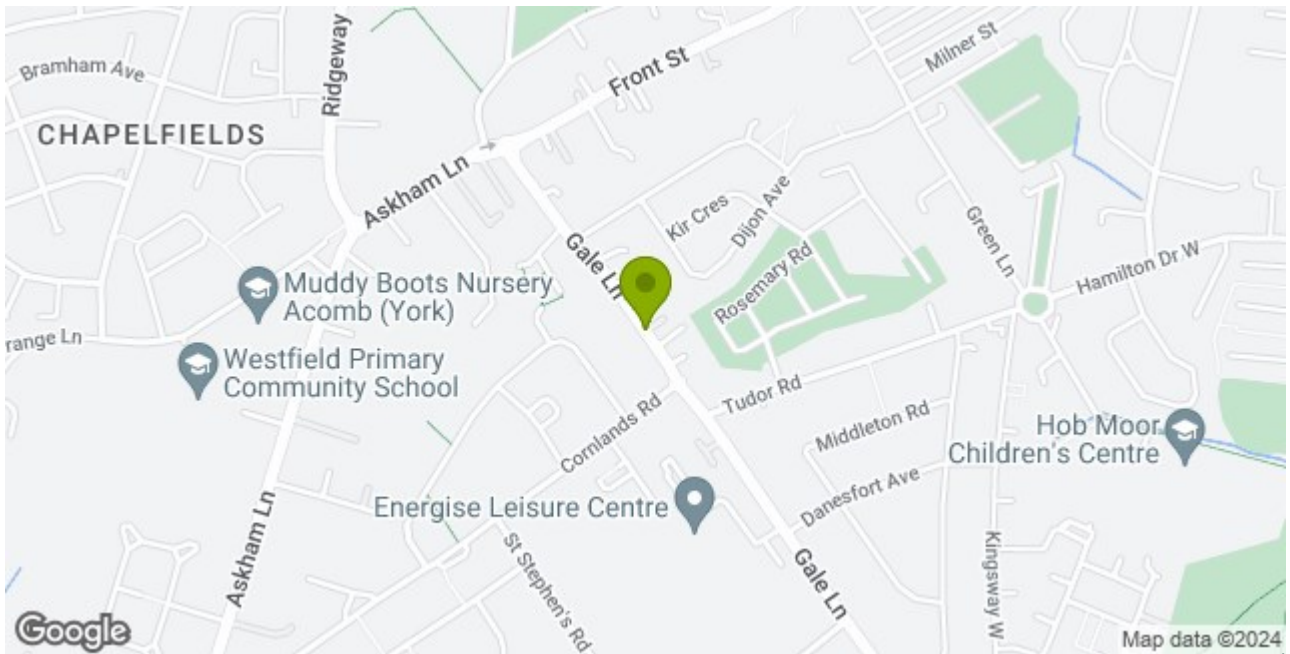 Bramham Ave
Ridgeway
Front St
Milner St
CHAPELFIELDS
Askham Ln
Kir Cres
Dijon Ave
Green Ln
Gale Ln
Rosemary Rd
Hamilton Dr W
Muddy Boots Nursery
Acomb (York)
range Ln
Westfield Primary
Community School
Tudor Rd
Cornlands Rd
Middleton Rd
Hob Moor
Children's Centre
Energise Leisure Centre
Danesfort Ave
Askham Ln
St Stephen's Rd
Gale Ln
Kingsway W
Google
Map data ©2024